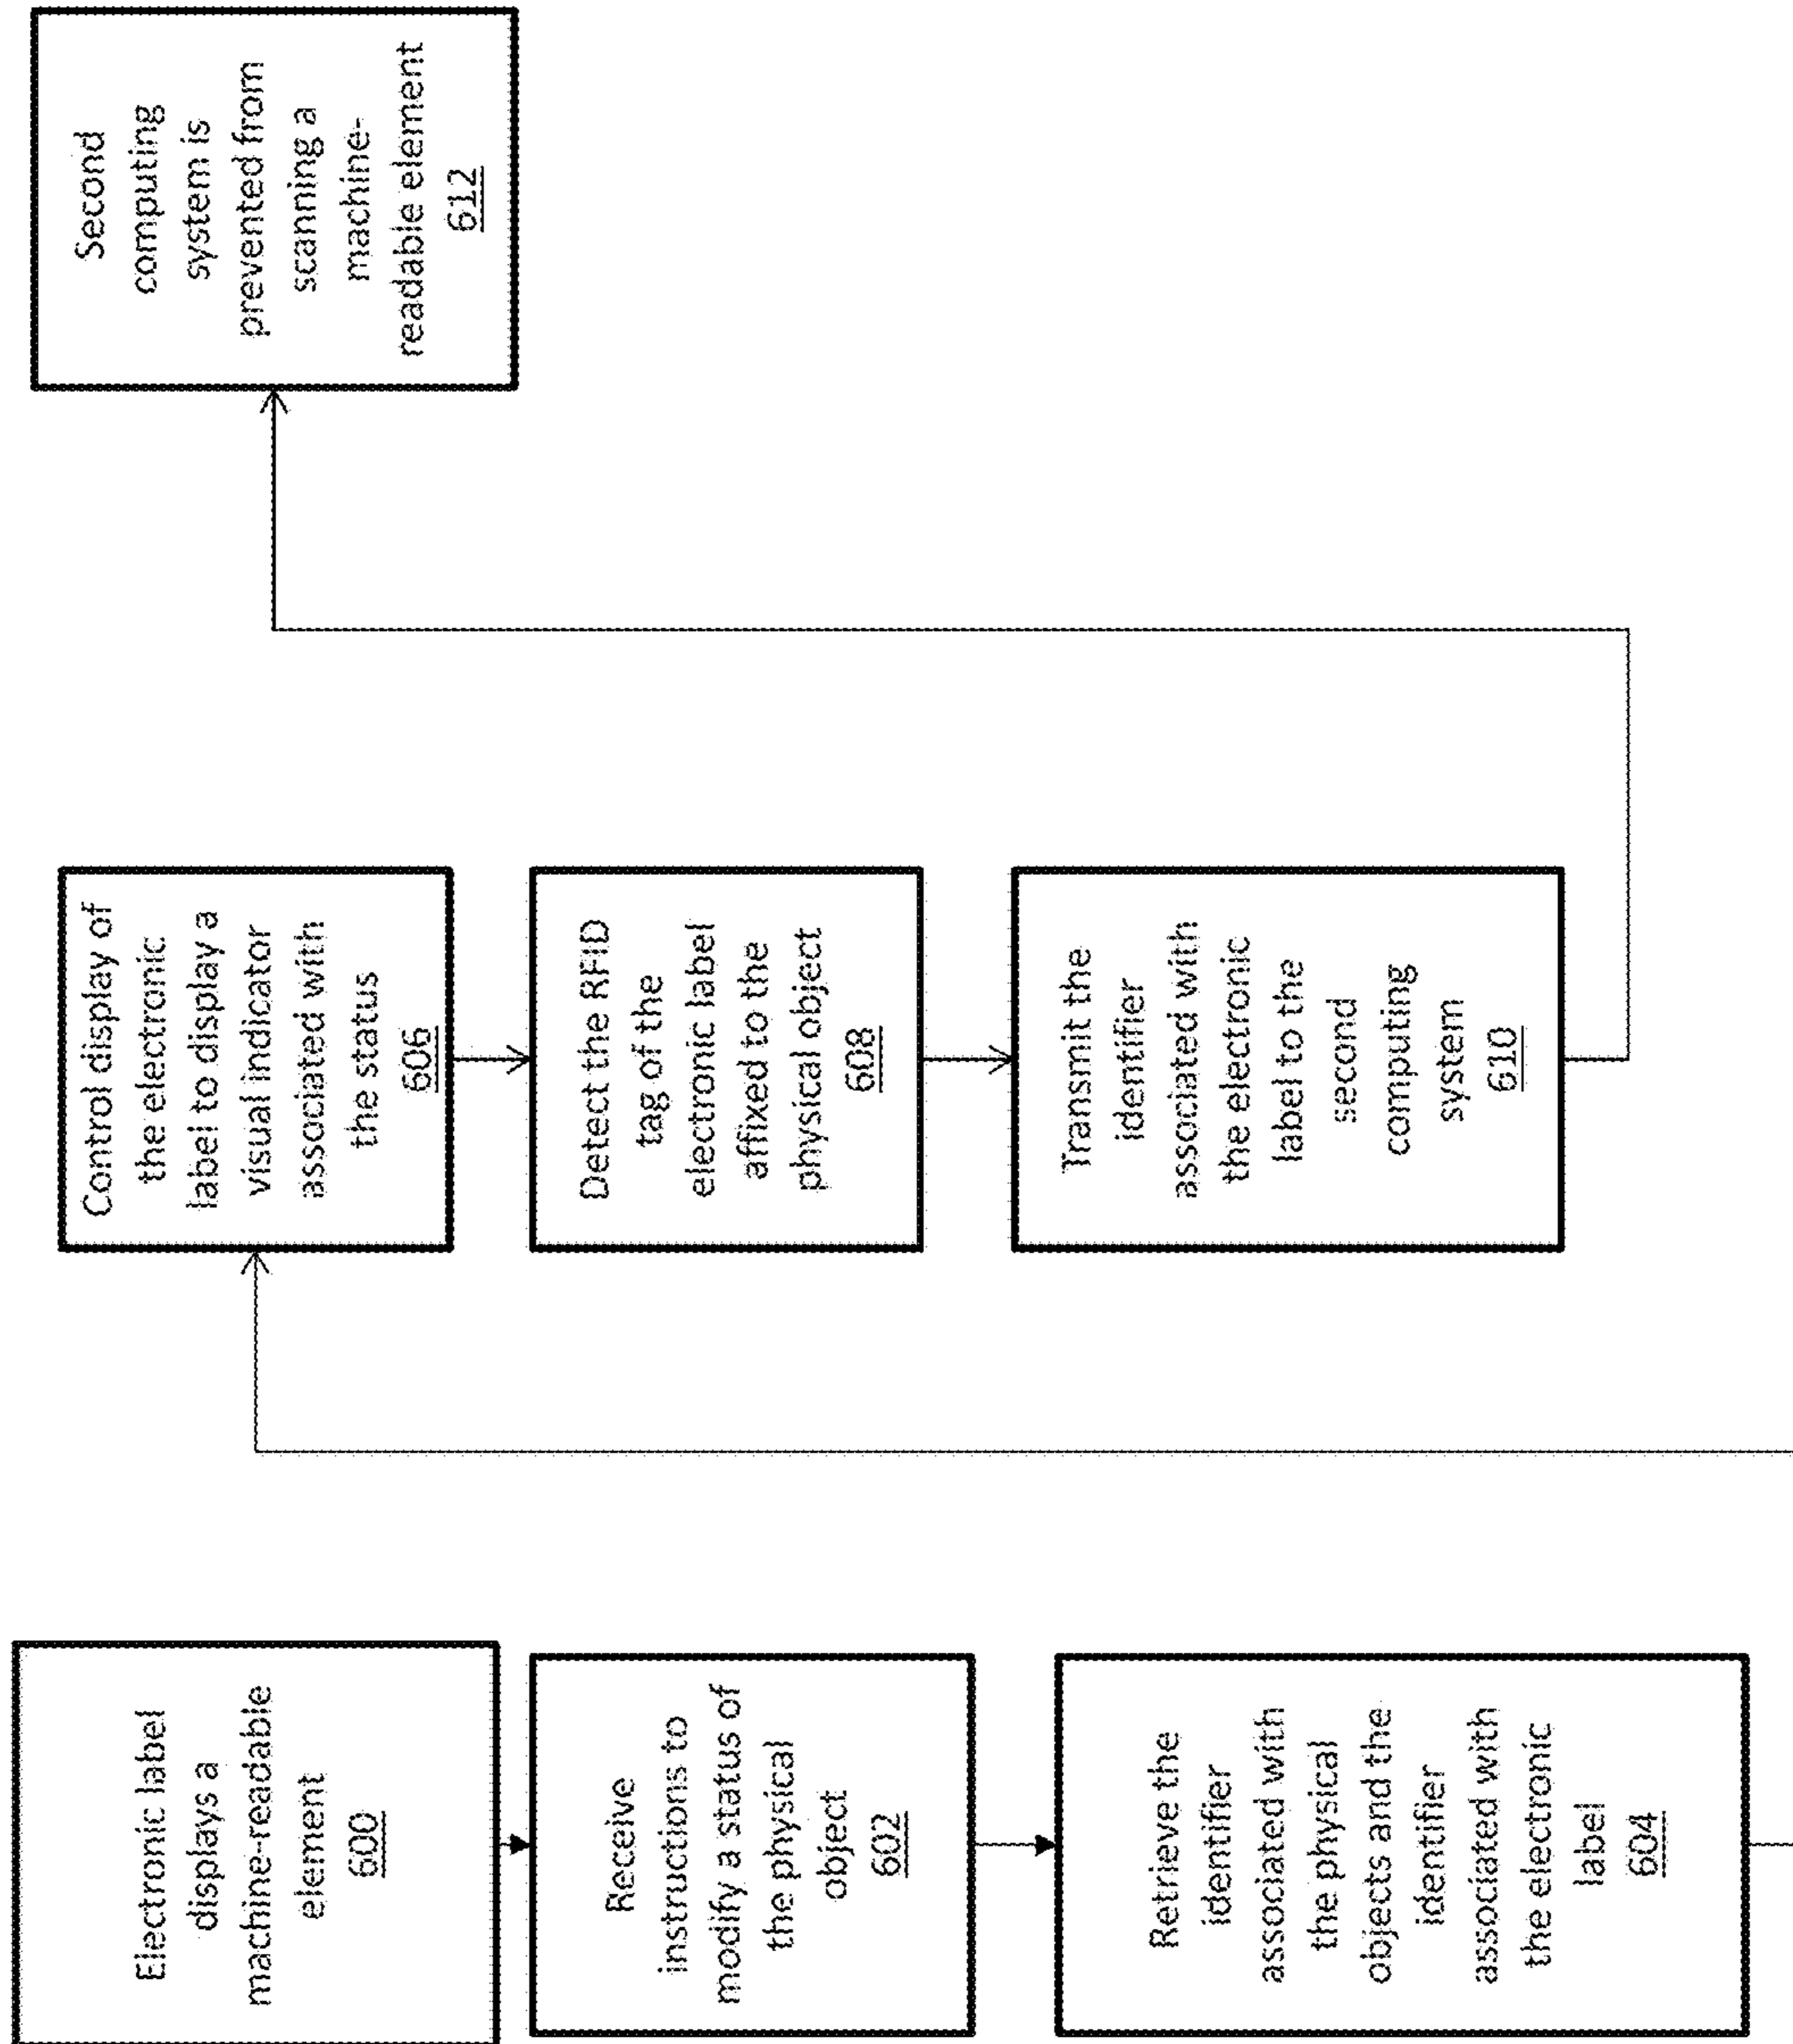 Electronic label
displays a
machine-readable
element
600
Receive
instructions to
modify a status of
the physical
object
602
Retrieve the
identifier
associated with
the physical
objects and the
identifier
associated with
the electronic
label
604
Control display of
the electronic
label to display a
visual indicator
associated with
the status
606
Detect the RFID
tag of the
electronic label
affixed to the
physical object
608
Transmit the
identifier
associated with
the electronic
label to the
second
computing
system
610
Second
computing
system is
prevented from
scanning a
machine-
readable element
612